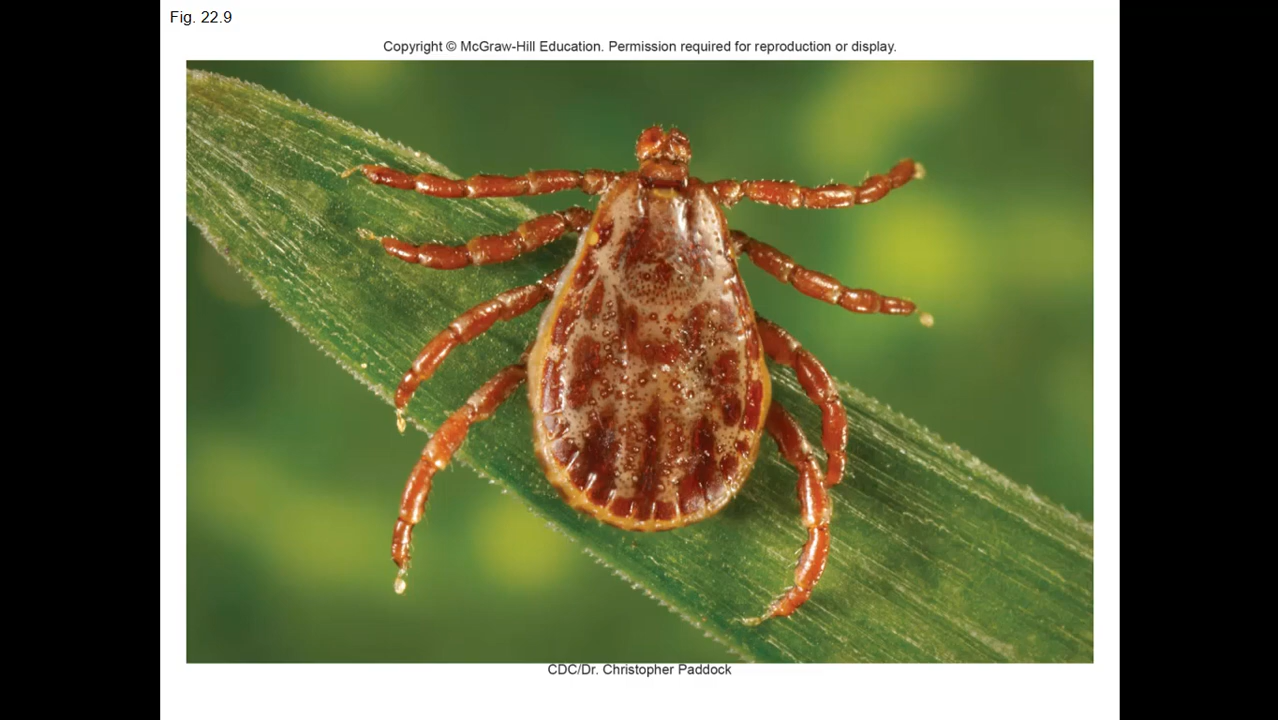 Fig. 22.9
Copyright © McGraw-Hill Education. Permission required for reproduction or display.
CDC/Dr. Christopher Paddock